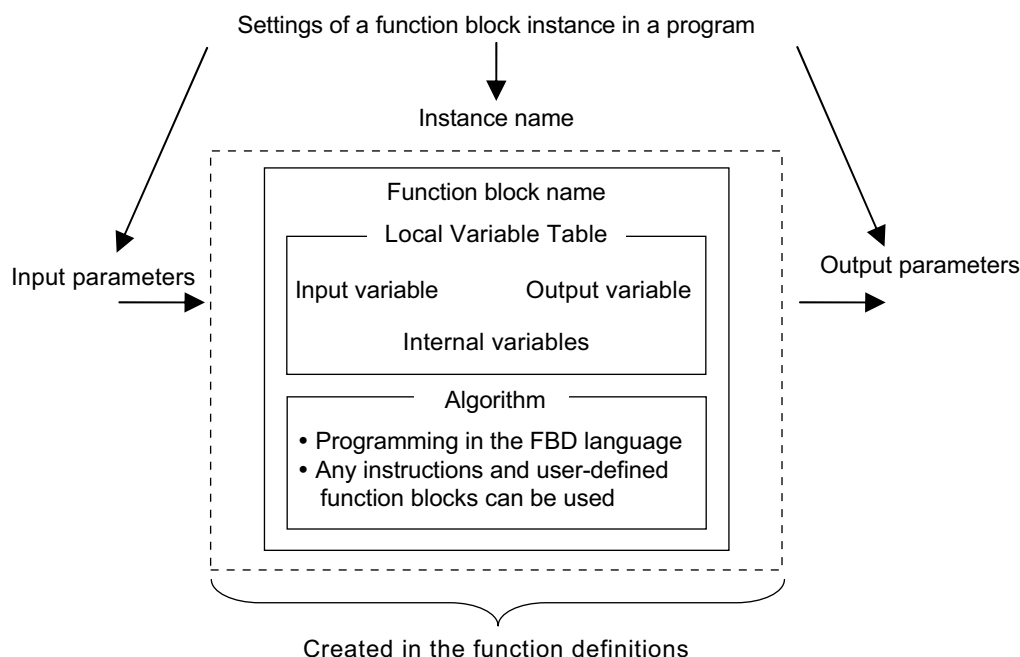 Settings of a function block instance in a program
Instance name
Function block name
Local Variable Table
Input parameters
Output parameters
Input variable
Output variable
Internal variables
Algorithm
• Programming in the FBD language
• Any instructions and user-defined
function blocks can be used
Created in the function definitions